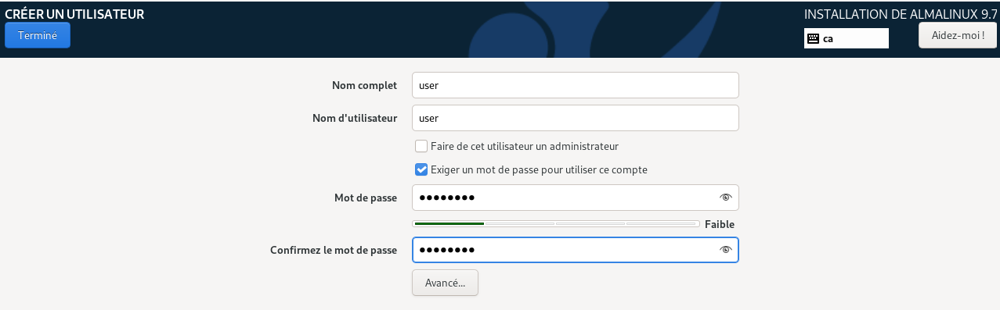 CRÉER UN UTILISATEUR
INSTALLATION DE ALMALINUX 9.7
Terminé
ca
Aidez-moi !
Nom complet
user
Nom d'utilisateur
user
Faire de cet utilisateur un administrateur
Exiger un mot de passe pour utiliser ce compte
Mot de passe
●●●●●●●●
Faible
Confirmez le mot de passe
●●●●●●●●
Avancé...